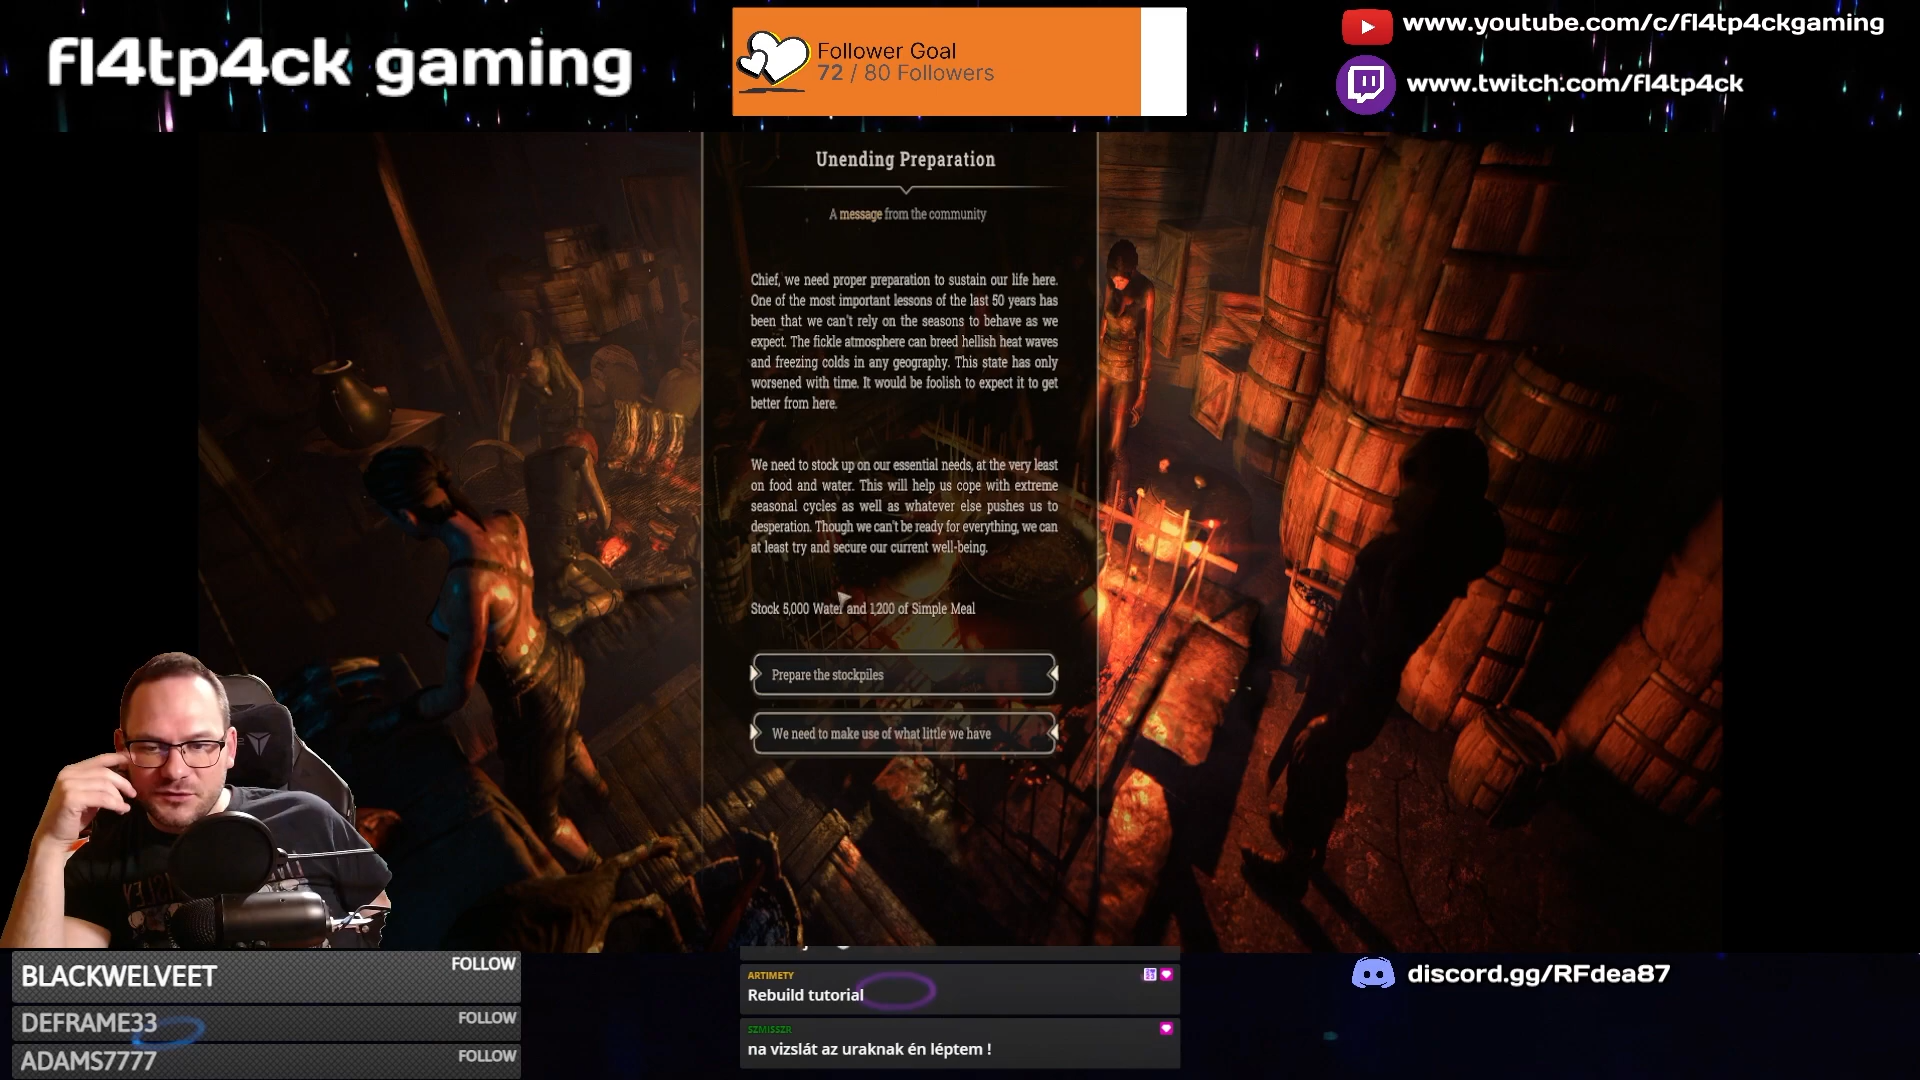 fl4tp4ck gaming
Follower Goal
72 / 80 Followers
www.youtube.com/c/fl4tp4ckgaming
www.twitch.com/fl4tp4ck
Unending Preparation
A message from the community
Chief, we need proper preparation to sustain our life here.
One of the most important lessons of the last 50 years has
been that we can't rely on the seasons to behave as we
expect. The fickle atmosphere can breed hellish heat waves
and freezing colds in any geography. This state has only
worsened with time. It would be foolish to expect it to get
better from here.
We need to stock up on our essential needs, at the very least
on food and water. This will help us cope with extreme
seasonal cycles as well as whatever else pushes us to
desperation. Though we can't be ready for everything, we can
at least try and secure our current well-being.
Stock 5,000 Water and 1,200 of Simple Meal
Prepare the stockpiles
We need to make use of what little we have
BLACKWELVEET FOLLOW
DEFRAME33 FOLLOW
ADAMS7777 FOLLOW
ARTIMETY
Rebuild tutorial
SZMISSZR
na vizslát az uraknak én léptem !
discord.gg/RFdea87